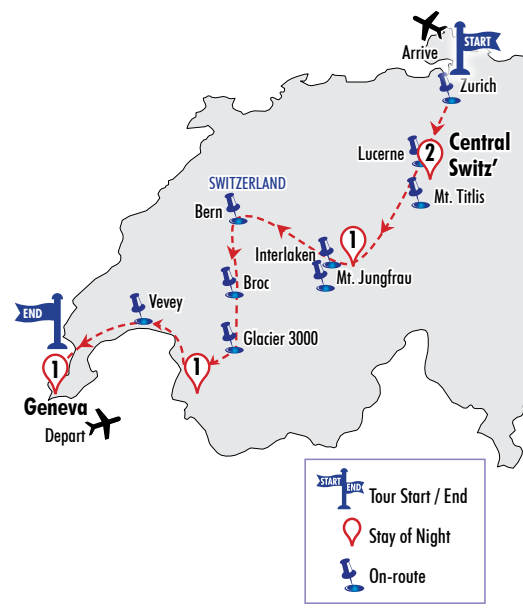 START
Arrive
Zurich
Lucerne
2
Central
Switz'
Mt. Titlis
SWITZERLAND
Bern
1
Interlaken
Mt. Jungfrau
Broc
Vevey
END
Glacier 3000
1
1
Geneva
Depart
START
END
Tour Start / End
Stay of Night
On-route